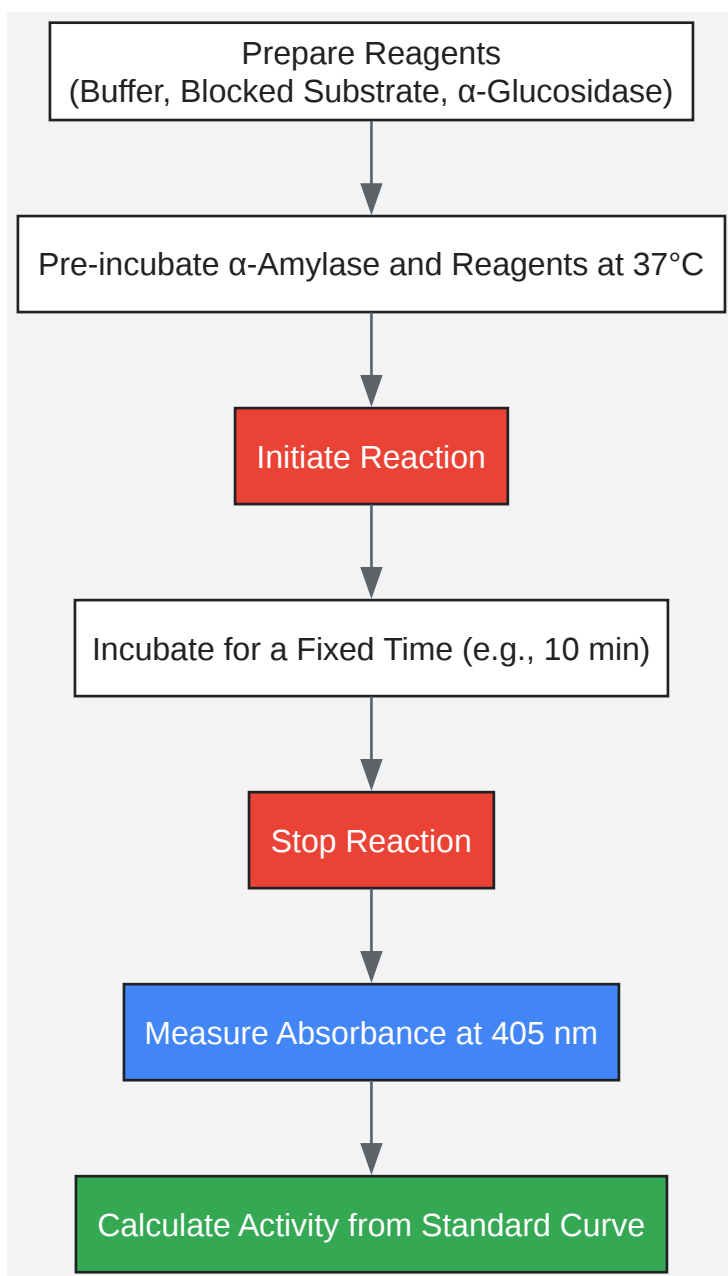 Prepare Reagents
(Buffer, Blocked Substrate, α-Glucosidase)
Pre-incubate α-Amylase and Reagents at 37°C
Initiate Reaction
Incubate for a Fixed Time (e.g., 10 min)
Stop Reaction
Measure Absorbance at 405 nm
Calculate Activity from Standard Curve